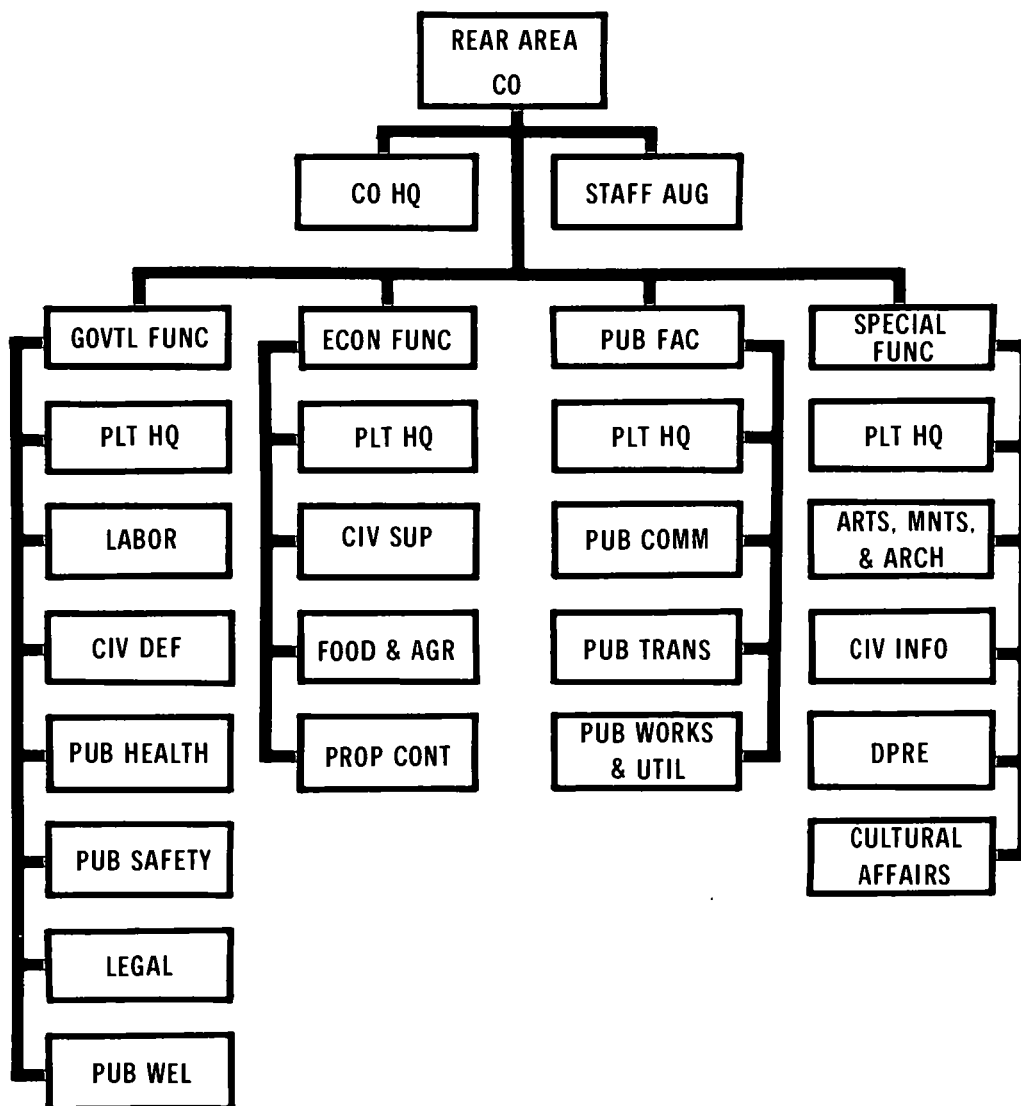 REAR AREA
CO
CO HQ
STAFF AUG
GOVTL FUNC
PLT HQ
LABOR
CIV DEF
PUB HEALTH
PUB SAFETY
LEGAL
PUB WEL
ECON FUNC
PLT HQ
CIV SUP
FOOD & AGR
PROP CONT
PUB FAC
PLT HQ
PUB COMM
PUB TRANS
PUB WORKS
& UTIL
SPECIAL
FUNC
PLT HQ
ARTS, MNTS,
& ARCH
CIV INFO
DPRE
CULTURAL
AFFAIRS